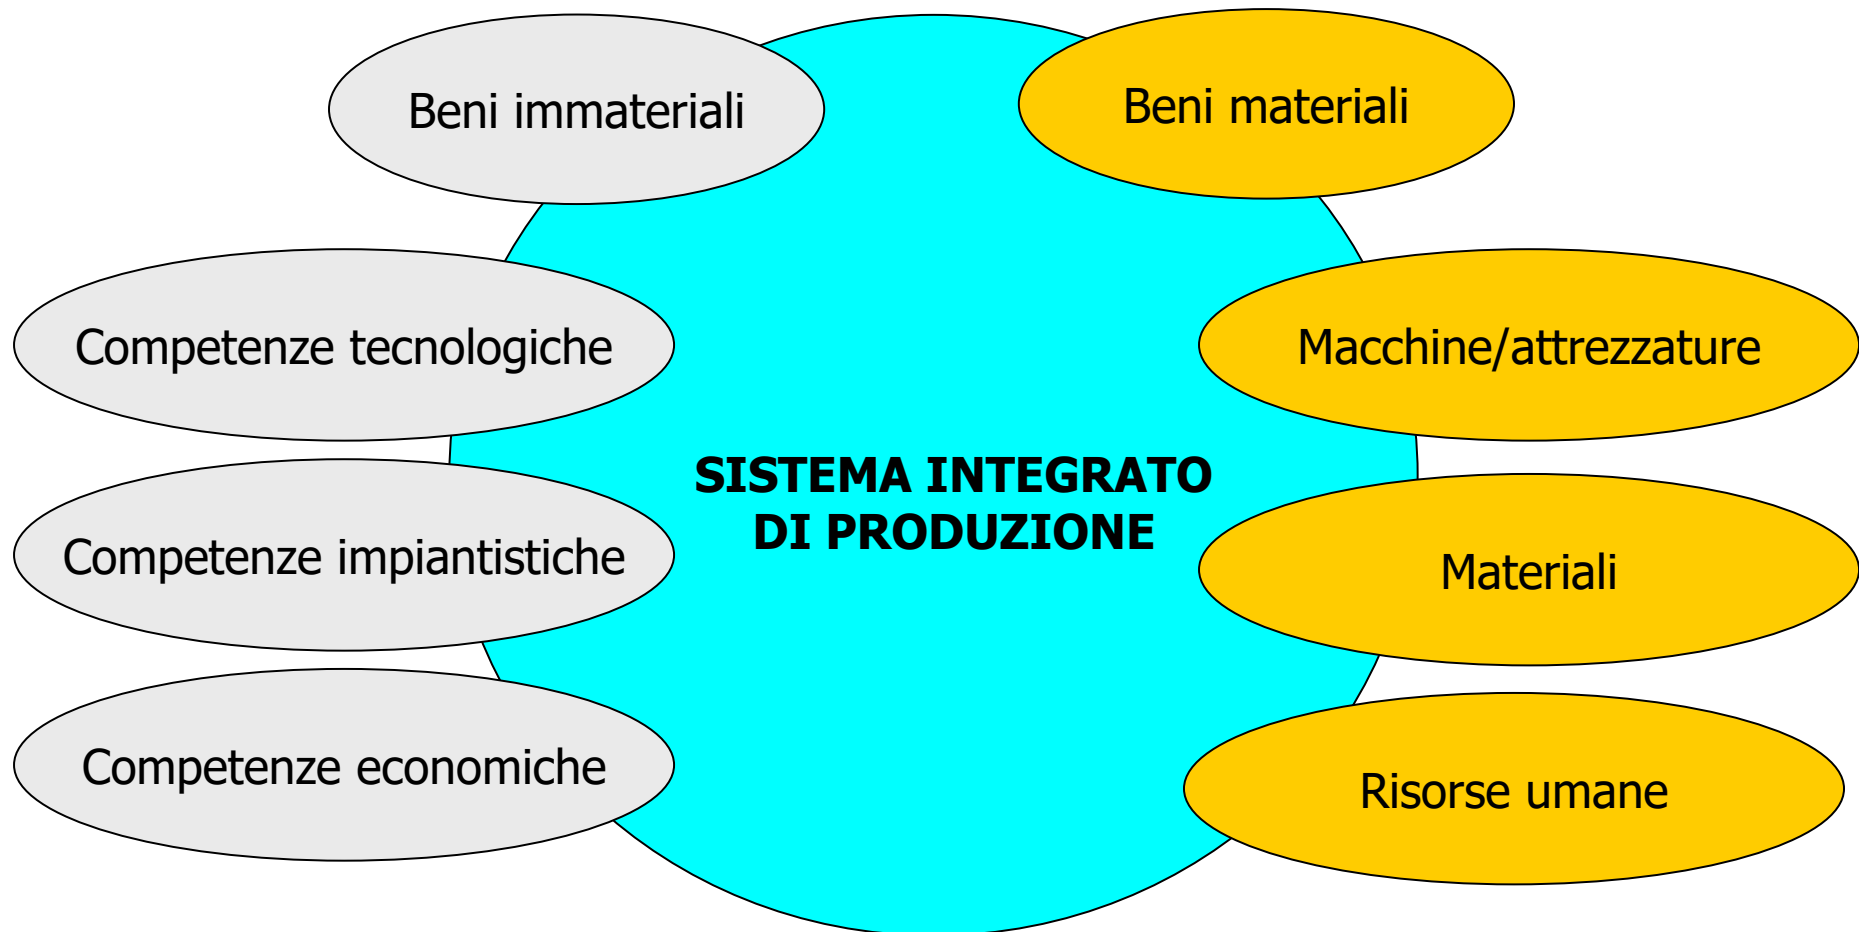 Beni immateriali
Beni materiali
Competenze tecnologiche
Macchine/attrezzature
SISTEMA INTEGRATO
DI PRODUZIONE
Competenze impiantistiche
Materiali
Competenze economiche
Risorse umane